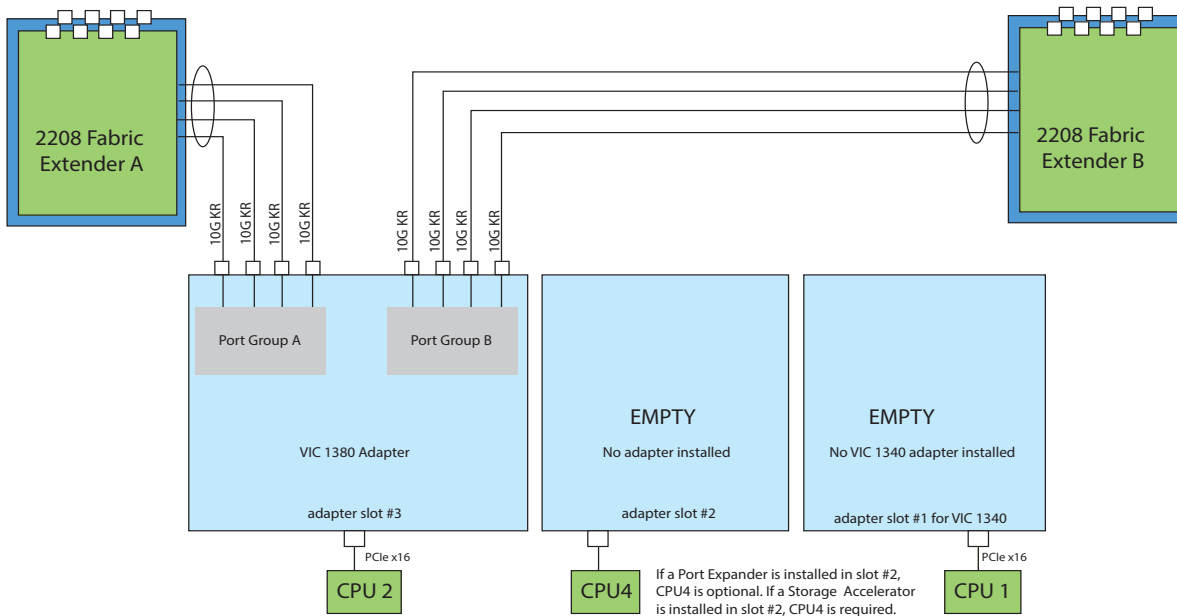 2208 Fabric
Extender A
2208 Fabric
Extender B
10G KR
10G KR
10G KR
10G KR
10G KR
10G KR
10G KR
10G KR
Port Group A
Port Group B
VIC 1380 Adapter
adapter slot #3
EMPTY
No adapter installed
adapter slot #2
EMPTY
No VIC 1340 adapter installed
adapter slot #1 for VIC 1340
PCIe x16
PCIe x16
CPU 2
CPU4
If a Port Expander is installed in slot #2,
CPU4 is optional. If a Storage Accelerator
is installed in slot #2, CPU4 is required.
CPU 1